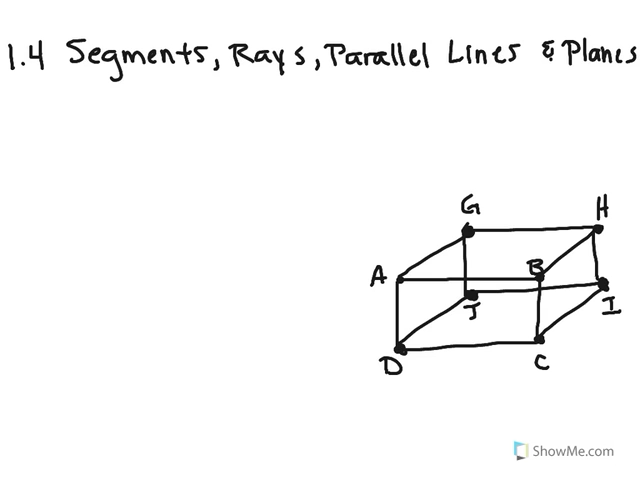 1.4 Segments, Rays, Parallel Lines & Planes
G H
A B
J I
D C
ShowMe.com